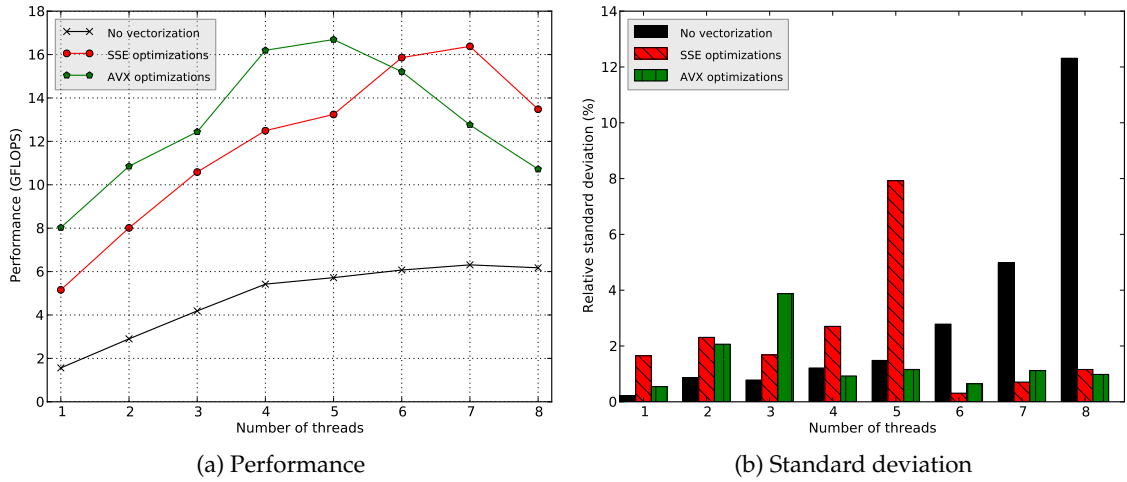 18
16
14
12
10
8
6
4
2
0
Performance (GFLOPS)
No vectorization
SSE optimizations
AVX optimizations
1 2 3 4 5 6 7 8
Number of threads
(a) Performance
14
12
10
8
6
4
2
0
Relative standard deviation (%)
No vectorization
SSE optimizations
AVX optimizations
1 2 3 4 5 6 7 8
Number of threads
(b) Standard deviation